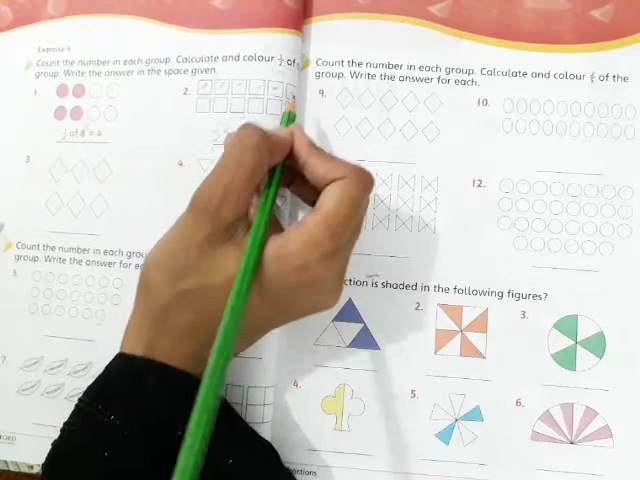 Exercise 4
Count the number in each group. Calculate and colour 1/2 of
group. Write the answer in the space given.
1.
2.
1/2 of 8 = 4
3.
4.
Count the number in each grou
group. Write the answer for e
5.
7.
Count the number in each group. Calculate and colour
of the
group. Write the answer for each.
9.
10.
12.
ction is shaded in the following figures?
2.
3.
4.
5.
6.